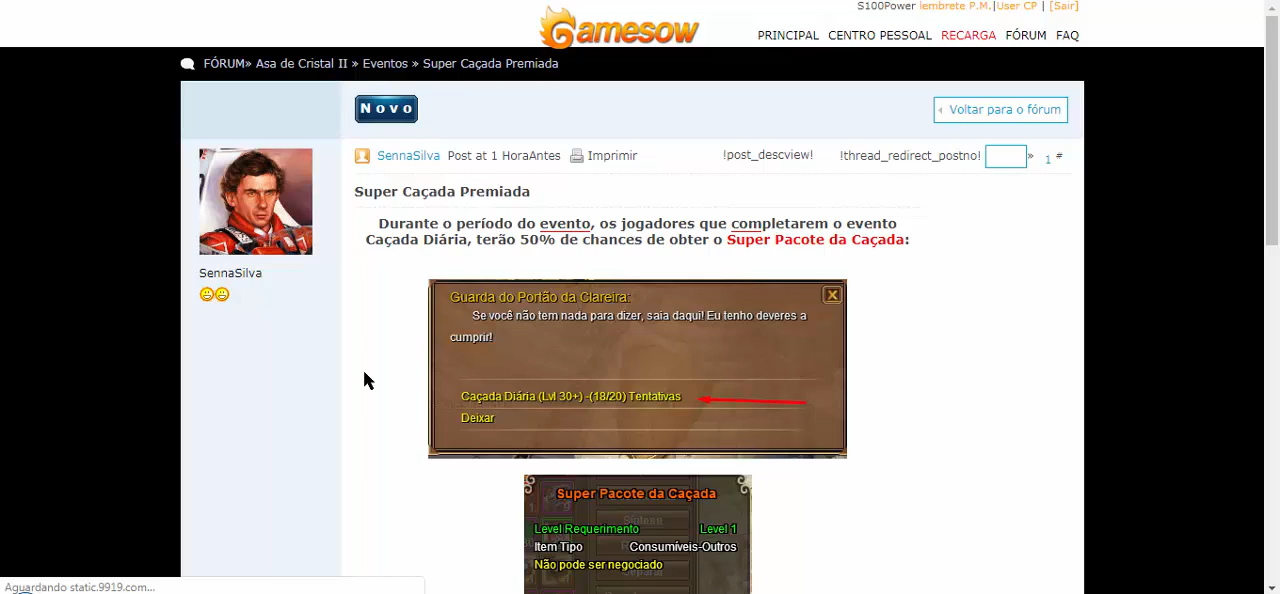 S100Power lembrete P.M.|User CP | [Sair]
Gamesow
PRINCIPAL CENTRO PESSOAL RECARGA FÓRUM FAQ
FÓRUM» Asa de Cristal II » Eventos » Super Caçada Premiada
Novo
Voltar para o fórum
SennaSilva Post at 1 HoraAntes Imprimir !post_descview! !thread_redirect_postno! » 1 #
Super Caçada Premiada
Durante o período do evento, os jogadores que completarem o evento
Caçada Diária, terão 50% de chances de obter o Super Pacote da Caçada:
SennaSilva
Guarda do Portão da Clareira:
Se você não tem nada para dizer, saia daqui! Eu tenho deveres a
cumprir!
Caçada Diária (Lvl 30+) -(18/20) Tentativas
Deixar
Super Pacote da Caçada
Level Requerimento Level 1
Item Tipo Consumíveis-Outros
Não pode ser negociado
Aguardando static.9919.com...